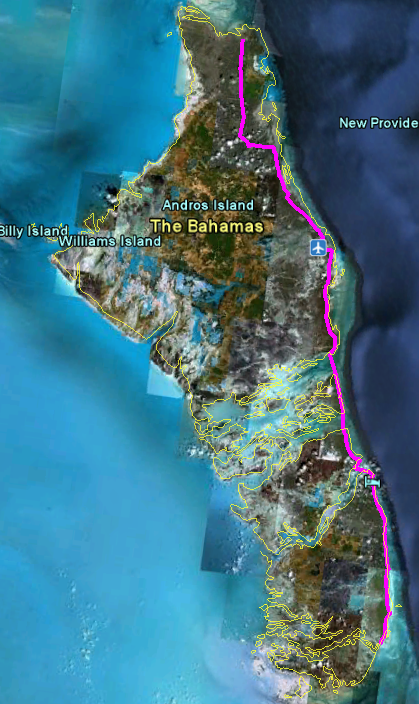 New Provide
Andros Island
The Bahamas
Billy Island
Williams Island